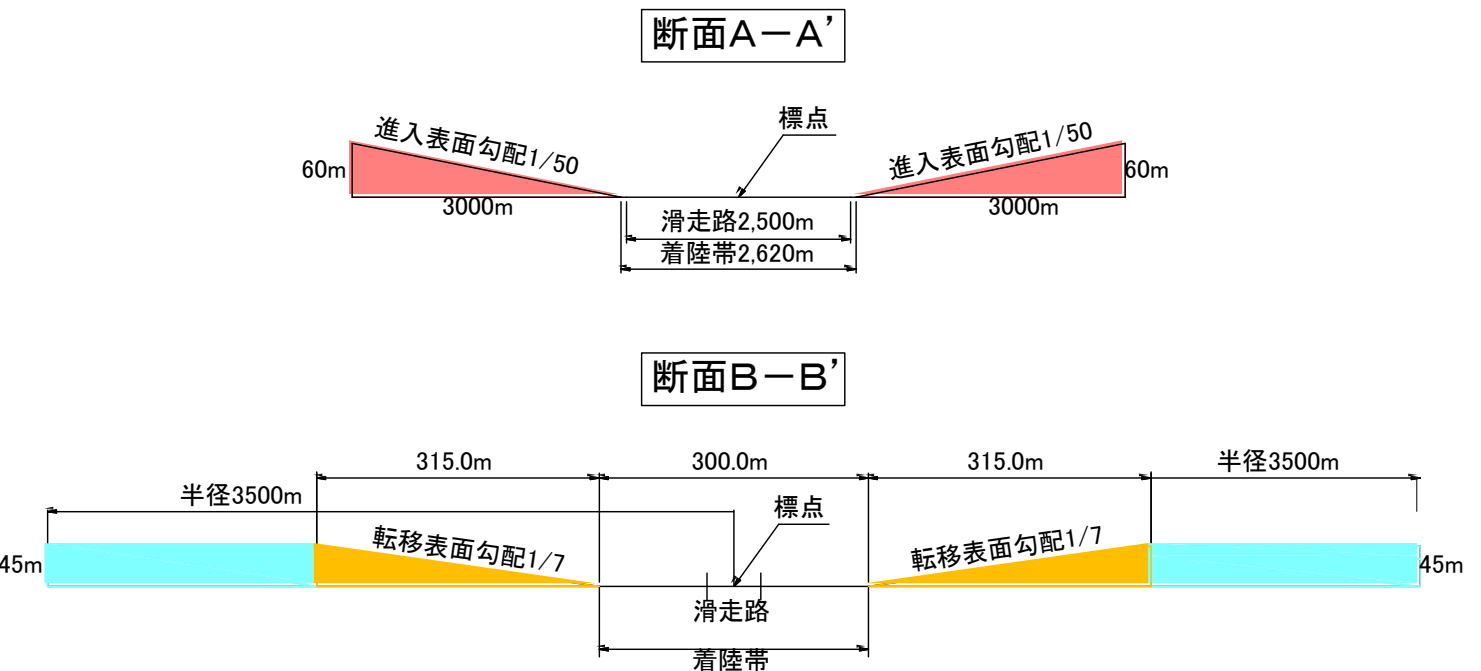 断面A-A’
標点
進入表面勾配1/50
進入表面勾配1/50
60m
60m
3000m
3000m
滑走路2,500m
着陸帯2,620m
断面B-B’
315.0m
300.0m
315.0m
半径3500m
半径3500m
標点
転移表面勾配1/7
転移表面勾配1/7
45m
45m
滑走路
着陸帯